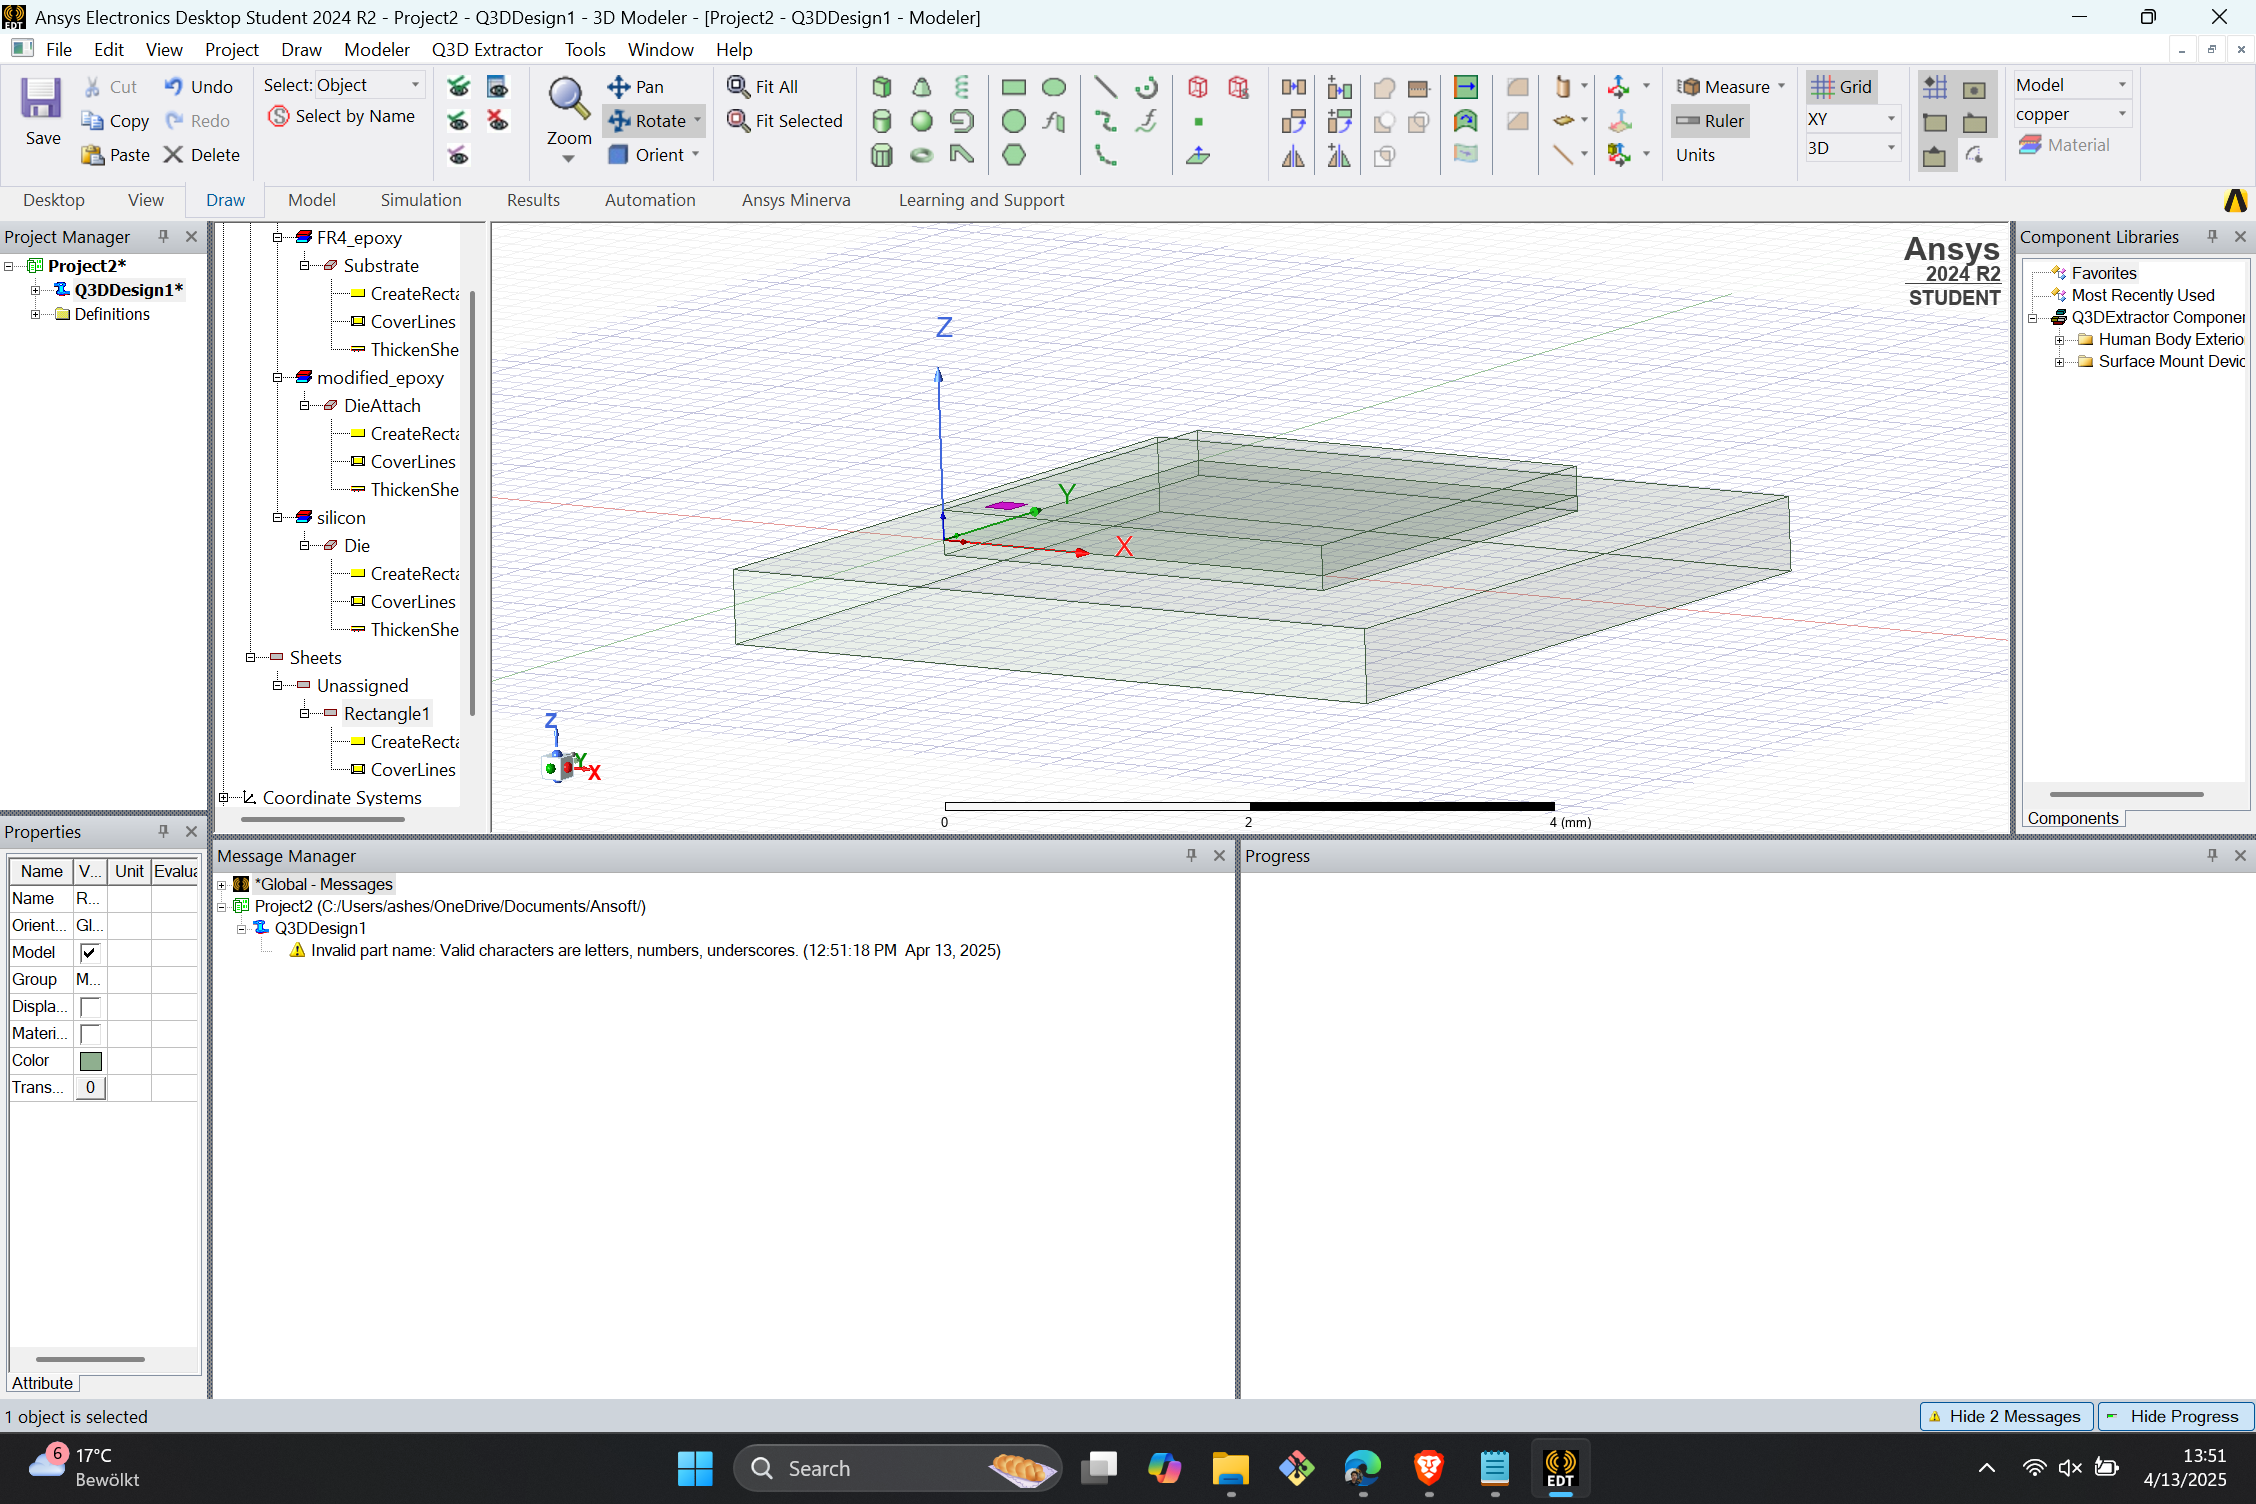 Ansys Electronics Desktop Student 2024 R2 - Project2 - Q3DDesign1 - 3D Modeler - [Project2 - Q3DDesign1 - Modeler]
File Edit View Project Draw Modeler Q3D Extractor Tools Window Help
Save
Cut
Copy
Paste
Undo
Redo
Delete
Select: Object
Select by Name
Zoom
Pan
Rotate
Orient
Fit All
Fit Selected
Measure
Ruler
Units
Grid
XY
3D
Model
copper
Material
Desktop View Draw Model Simulation Results Automation Ansys Minerva Learning and Support
Project Manager
Project2*
Q3DDesign1*
Definitions
FR4_epoxy
Substrate
CreateRecta
CoverLines
ThickenShe
modified_epoxy
DieAttach
CreateRecta
CoverLines
ThickenShe
silicon
Die
CreateRecta
CoverLines
ThickenShe
Sheets
Unassigned
Rectangle1
CreateRecta
CoverLines
Coordinate Systems
Ansys
2024 R2
STUDENT
Z
Y
X
Z
Y
X
0 2 4 (mm)
Component Libraries
Favorites
Most Recently Used
Q3DExtractor Componer
Human Body Exterio
Surface Mount Devic
Components
Properties
Name V... Unit Evalua
Name R...
Orient... Gl...
Model
Group M...
Displa...
Materi...
Color
Trans... 0
Attribute
Message Manager
*Global - Messages
Project2 (C:/Users/ashes/OneDrive/Documents/Ansoft/)
Q3DDesign1
Invalid part name: Valid characters are letters, numbers, underscores. (12:51:18 PM Apr 13, 2025)
Progress
1 object is selected
Hide 2 Messages
Hide Progress
6
17°C
Bewölkt
Search
EDT
13:51
4/13/2025